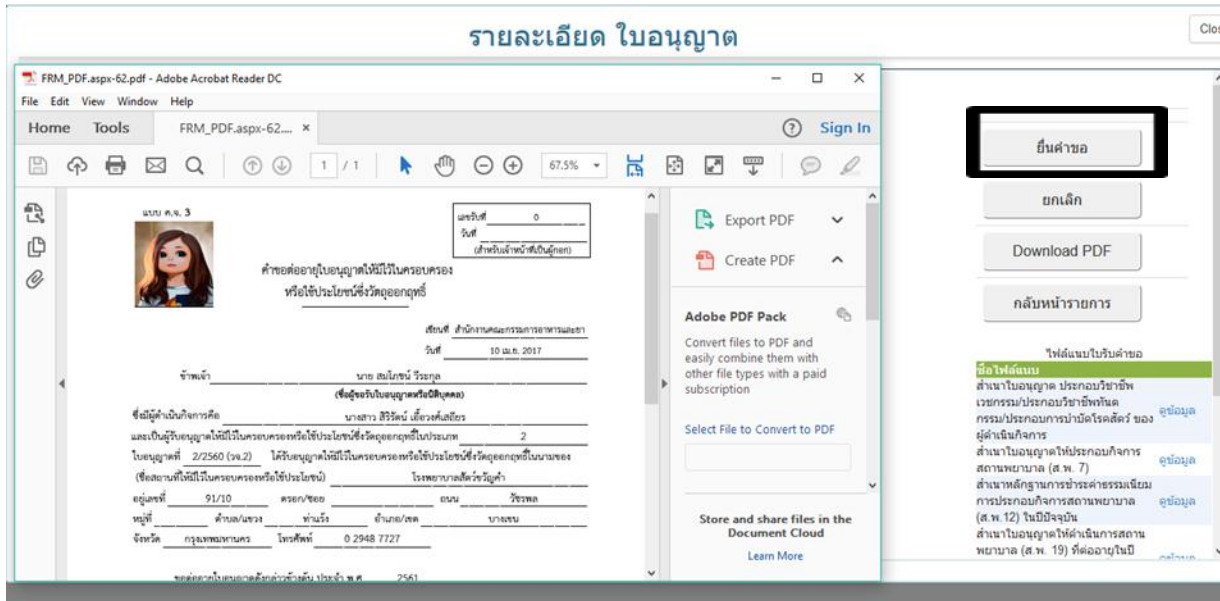 รายละเอียด ใบอนุญาต
Clos
FRM_PDF.aspx-62.pdf - Adobe Acrobat Reader DC
File Edit View Window Help
Home Tools FRM_PDF.aspx-62.... × Sign In
1 / 1 67.5%
แบบ ค.จ. 3
เลขรับที่ 0
วันที่
(สำหรับเจ้าหน้าที่เป็นผู้กรอก)
คำขอต่ออายุใบอนุญาตให้มีไว้ในครอบครอง
หรือใช้ประโยชน์ซึ่งวัตถุออกฤทธิ์
เขียนที่ สำนักงานคณะกรรมการอาหารและยา
วันที่ 10 เม.ย. 2017
ข้าพเจ้า นาย สมโภชน์ วีระกุล
(ชื่อผู้ขอรับใบอนุญาตหรือนิติบุคคล)
ซึ่งมีผู้ดำเนินกิจการคือ นางสาว สิริรัตน์ เอื้อวงศ์เสถียร
และเป็นผู้รับอนุญาตให้มีไว้ในครอบครองหรือใช้ประโยชน์ซึ่งวัตถุออกฤทธิ์ในประเภท 2
ใบอนุญาตที่ 2/2560 (วจ.2) ได้รับอนุญาตให้มีไว้ในครอบครองหรือใช้ประโยชน์ซึ่งวัตถุออกฤทธิ์ในนามของ
(ชื่อสถานที่ให้มีไว้ในครอบครองหรือใช้ประโยชน์) โรงพยาบาลสัตว์ขวัญคำ
อยู่เลขที่ 91/10 ตรอก/ซอย ถนน วัชรพล
หมู่ที่ ตำบล/แขวง ท่าแร้ง อำเภอ/เขต บางเขน
จังหวัด กรุงเทพมหานคร โทรศัพท์ 0 2948 7727
ขอต่ออายุใบอนุญาตดังกล่าวข้างต้น ประจำ พ.ศ. 2561
Export PDF
Create PDF
Adobe PDF Pack
Convert files to PDF and
easily combine them with
other file types with a paid
subscription
Select File to Convert to PDF
Store and share files in the
Document Cloud
Learn More
ยื่นคำขอ
ยกเลิก
Download PDF
กลับหน้ารายการ
ไฟล์แนบใบรับคำขอ
ชื่อไฟล์แนบ
สำเนาใบอนุญาต ประกอบวิชาชีพ
เวชกรรม/ประกอบวิชาชีพทันต
กรรม/ประกอบการบำบัดโรคสัตว์ ของ ดูข้อมูล
ผู้ดำเนินกิจการ
สำเนาใบอนุญาตให้ประกอบกิจการ
สถานพยาบาล (ส.พ. 7) ดูข้อมูล
สำเนาหลักฐานการชำระค่าธรรมเนียม
การประกอบกิจการสถานพยาบาล ดูข้อมูล
(ส.พ.12) ในปีปัจจุบัน
สำเนาใบอนุญาตให้ดำเนินการสถาน
พยาบาล (ส.พ. 19) ที่ต่ออายุในปี ดูข้อมูล